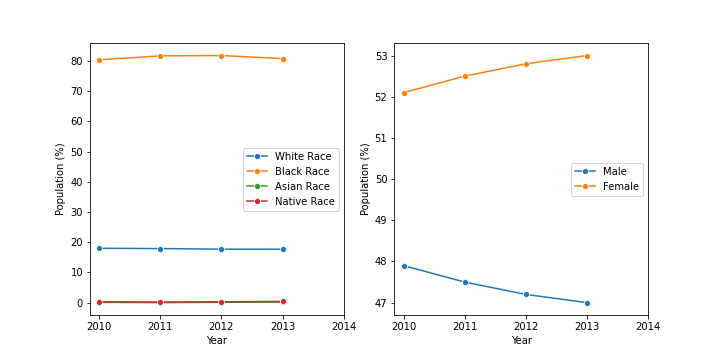 80
70
60
50
40
30
20
10
0
Population (%)
White Race
Black Race
Asian Race
Native Race
2010 2011 2012 2013 2014
Year
53
52
51
50
49
48
47
Population (%)
Male
Female
2010 2011 2012 2013 2014
Year